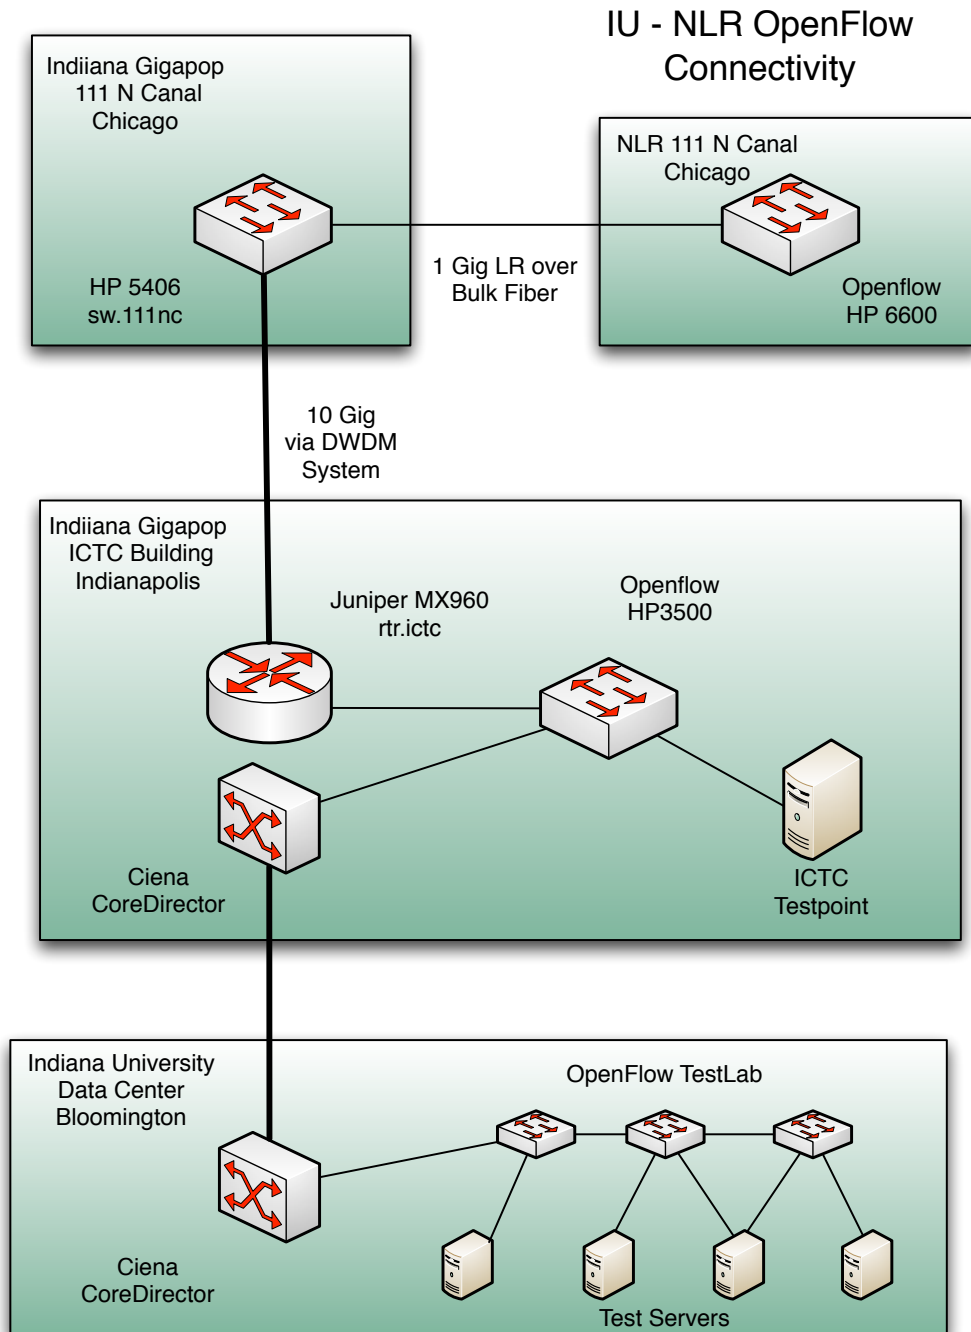 IU - NLR OpenFlow
Connectivity
Indiiana Gigapop
111 N Canal
Chicago
HP 5406
sw.111nc
1 Gig LR over
Bulk Fiber
NLR 111 N Canal
Chicago
Openflow
HP 6600
10 Gig
via DWDM
System
Indiiana Gigapop
ICTC Building
Indianapolis
Juniper MX960
rtr.ictc
Openflow
HP3500
Ciena
CoreDirector
ICTC
Testpoint
Indiana University
Data Center
Bloomington
OpenFlow TestLab
Ciena
CoreDirector
Test Servers